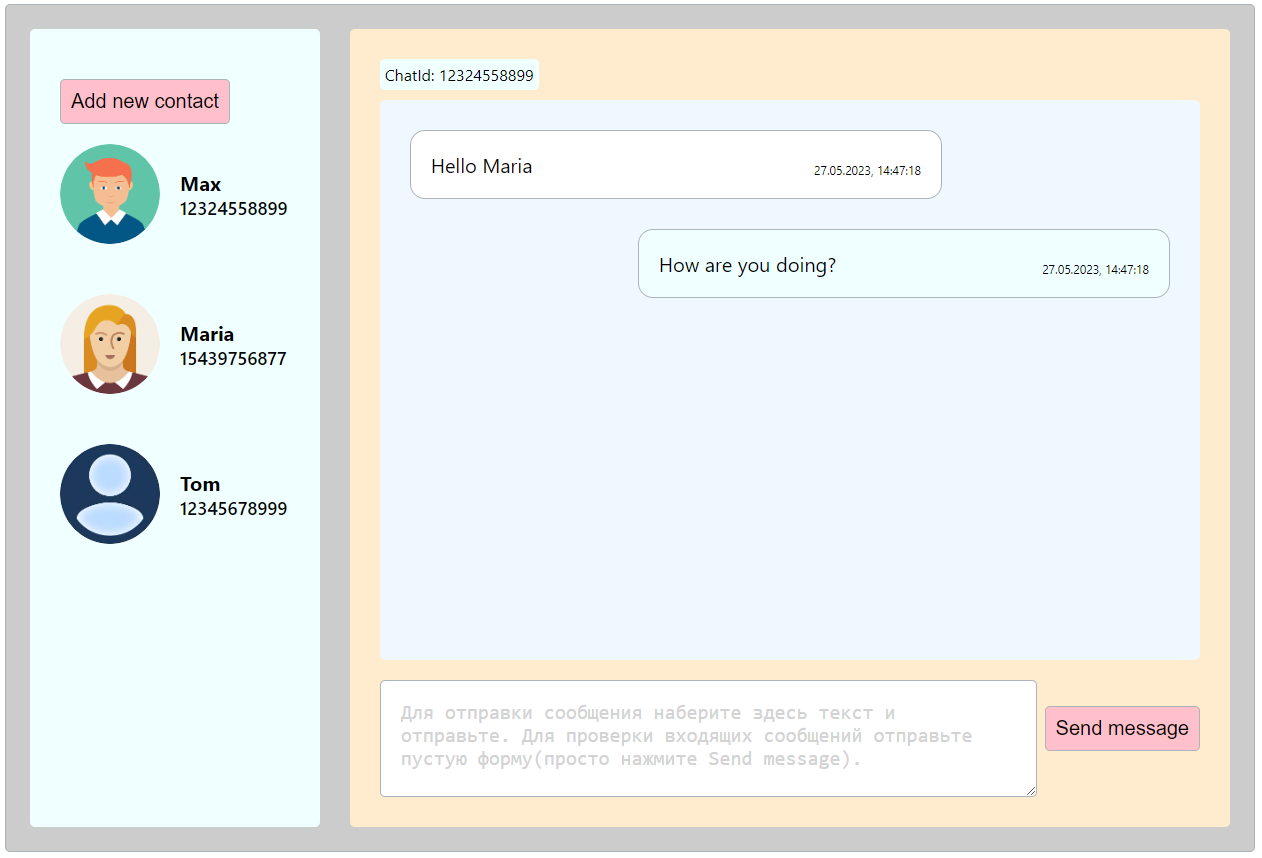 Add new contact
Max
12324558899
Maria
15439756877
Tom
12345678999
ChatId: 12324558899
Hello Maria
27.05.2023, 14:47:18
How are you doing?
27.05.2023, 14:47:18
Для отправки сообщения наберите здесь текст и
отправьте. Для проверки входящих сообщений отправьте
пустую форму(просто нажмите Send message).
Send message